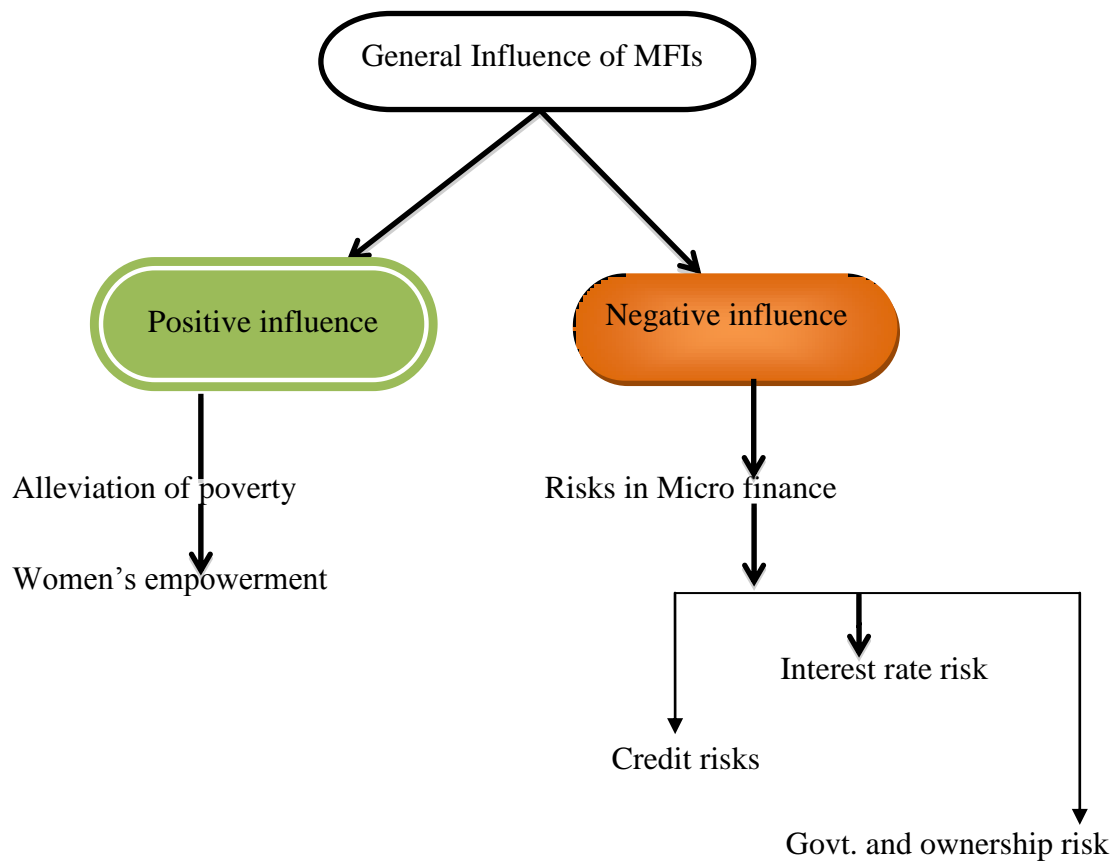 General Influence of MFIs
Positive influence
Negative influence
Alleviation of poverty
Risks in Micro finance
Women’s empowerment
Interest rate risk
Credit risks
Govt. and ownership risk